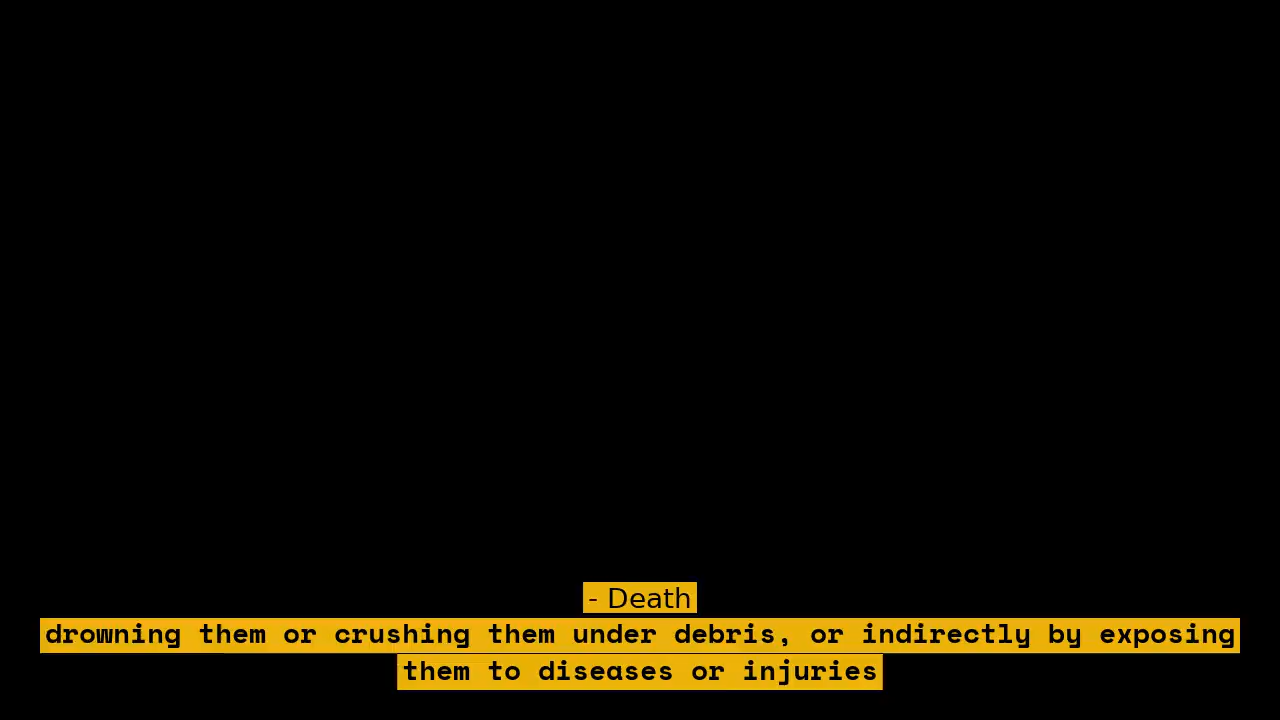 - Death
drowning them or crushing them under debris, or indirectly by exposing
them to diseases or injuries